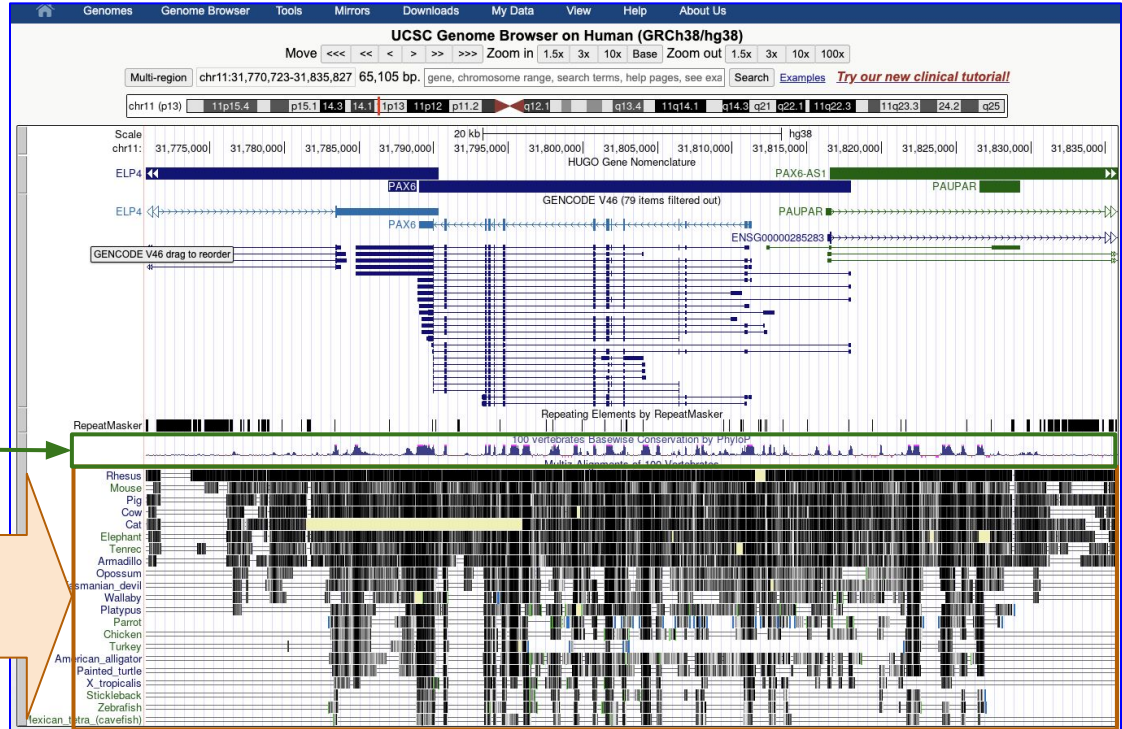 Genomes Genome Browser Tools Mirrors Downloads My Data View Help About Us
UCSC Genome Browser on Human (GRCh38/hg38)
Move <<< << < > >> >>> Zoom in 1.5x 3x 10x Base Zoom out 1.5x 3x 10x 100x
Multi-region chr11:31,770,723-31,835,827 65,105 bp. gene, chromosome range, search terms, help pages, see exa Search Examples Try our new clinical tutorial!
chr11 (p13) 11p15.4 p15.1 14.3 14.1 1p13 11p12 p11.2 q12.1 q13.4 11q14.1 q14.3 q21 q22.1 11q22.3 11q23.3 24.2 q25
Scale 20 kb hg38
chr11: 31,775,000 31,780,000 31,785,000 31,790,000 31,795,000 31,800,000 31,805,000 31,810,000 31,815,000 31,820,000 31,825,000 31,830,000 31,835,000
HUGO Gene Nomenclature
ELP4 PAX6-AS1
PAX6 PAUPAR
GENCODE V46 (79 items filtered out)
ELP4 PAUPAR
PAX6
ENSG00000285283
GENCODE V46 drag to reorder
Repeating Elements by RepeatMasker
RepeatMasker
100 vertebrates Basewise Conservation by PhyloP
Multiz Alignments of 100 Vertebrates
Rhesus
Mouse
Pig
Cow
Cat
Elephant
Tenrec
Armadillo
Opossum
asmanian_devil
Wallaby
Platypus
Parrot
Chicken
Turkey
American_alligator
Painted_turtle
X_tropicalis
Stickleback
Zebrafish
lexican_tetra_(cavefish)